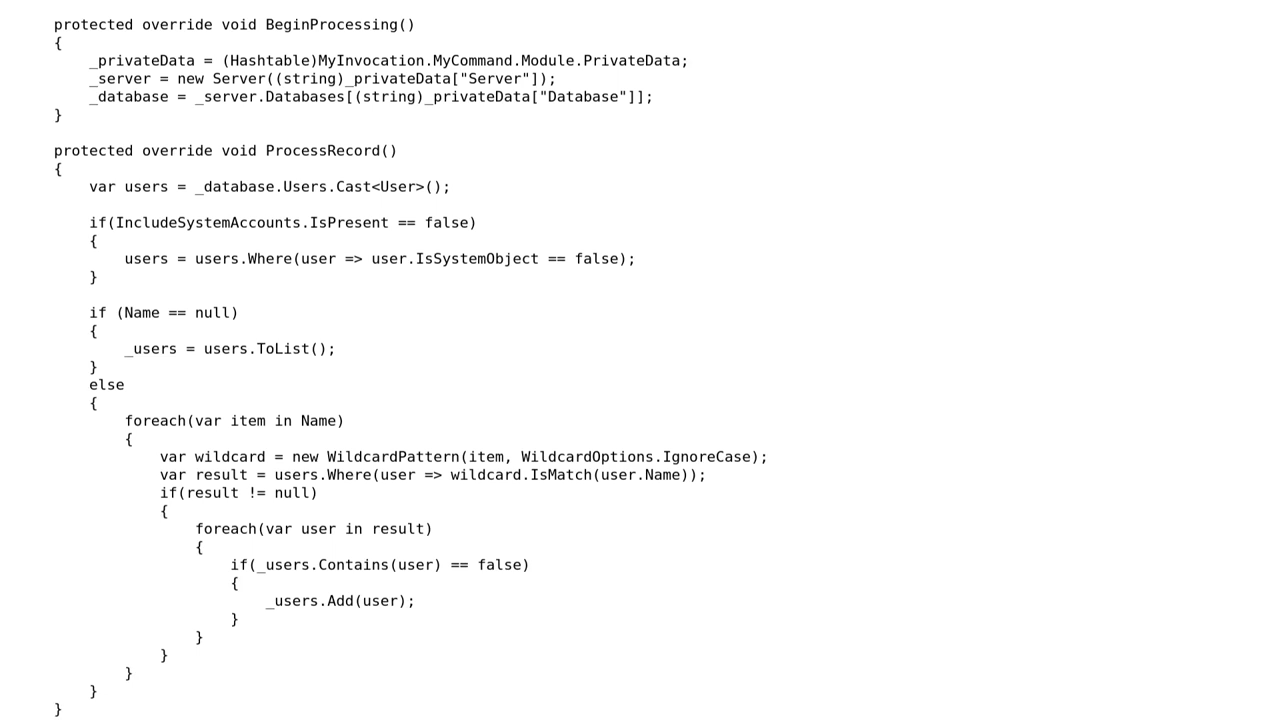 protected override void BeginProcessing()
{
    _privateData = (Hashtable)MyInvocation.MyCommand.Module.PrivateData;
    _server = new Server((string)_privateData["Server"]);
    _database = _server.Databases[(string)_privateData["Database"]];
}

protected override void ProcessRecord()
{
    var users = _database.Users.Cast<User>();

    if(IncludeSystemAccounts.IsPresent == false)
    {
        users = users.Where(user => user.IsSystemObject == false);
    }

    if (Name == null)
    {
        _users = users.ToList();
    }
    else
    {
        foreach(var item in Name)
        {
            var wildcard = new WildcardPattern(item, WildcardOptions.IgnoreCase);
            var result = users.Where(user => wildcard.IsMatch(user.Name));
            if(result != null)
            {
                foreach(var user in result)
                {
                    if(_users.Contains(user) == false)
                    {
                        _users.Add(user);
                    }
                }
            }
        }
    }
}